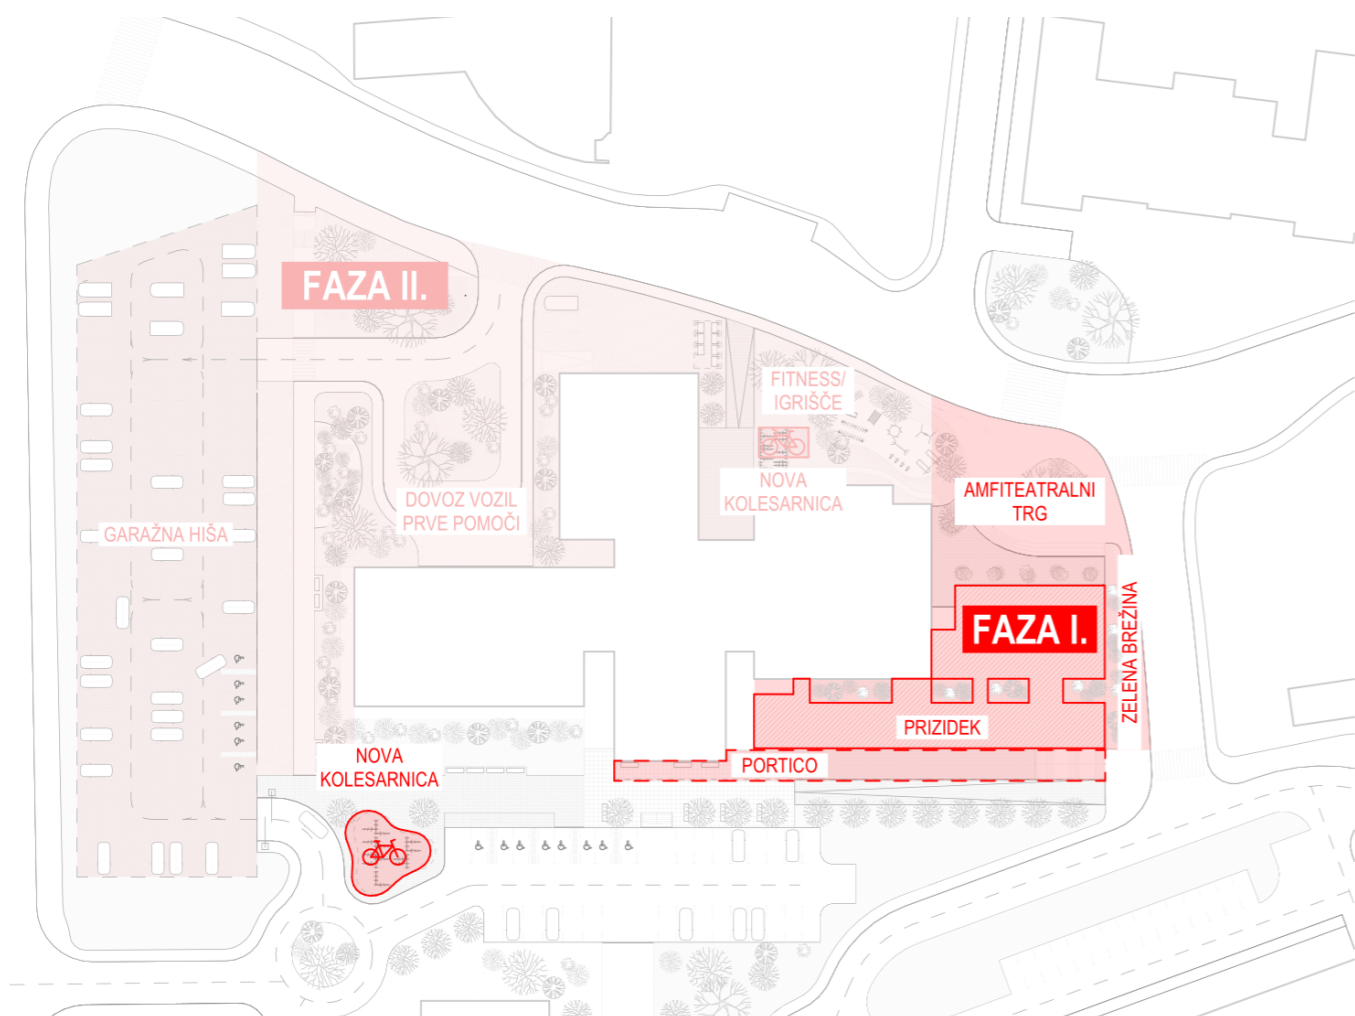 FAZA II.
FITNESS/
IGRIŠČE
NOVA
KOLESARNICA
AMFITEATRALNI
TRG
DOVOZ VOZIL
PRVE POMOČI
GARAŽNA HIŠA
FAZA I.
ZELENA BREŽINA
PRIZIDEK
PORTICO
NOVA
KOLESARNICA